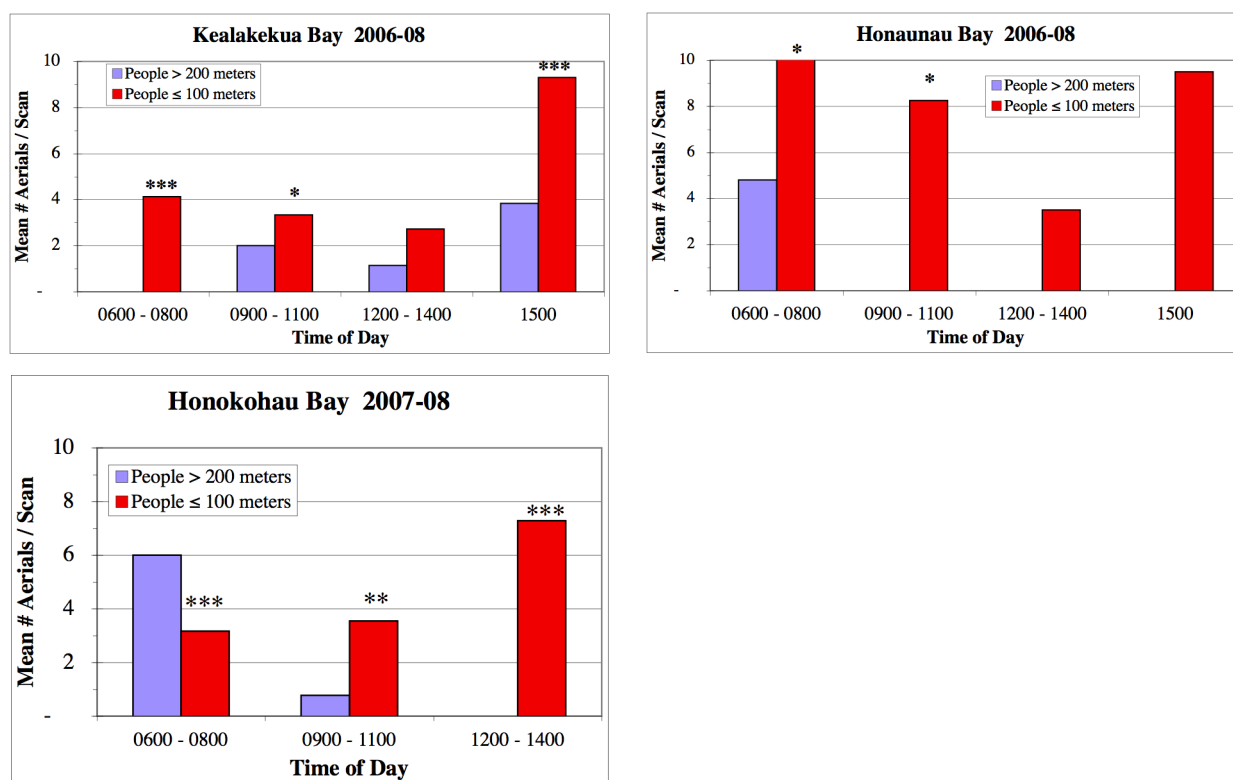 Kealakekua Bay 2006-08
Mean # Aerials / Scan
10
8
6
4
2
-
People > 200 meters
People ≤ 100 meters
***
*
***
0600 - 0800
0900 - 1100
1200 - 1400
1500
Time of Day
Honaunau Bay 2006-08
Mean # Aerials / Scan
10
8
6
4
2
-
People > 200 meters
People ≤ 100 meters
*
*
0600 - 0800
0900 - 1100
1200 - 1400
1500
Time of Day
Honokohau Bay 2007-08
Mean # Aerials / Scan
10
8
6
4
2
-
People > 200 meters
People ≤ 100 meters
***
**
***
0600 - 0800
0900 - 1100
1200 - 1400
Time of Day